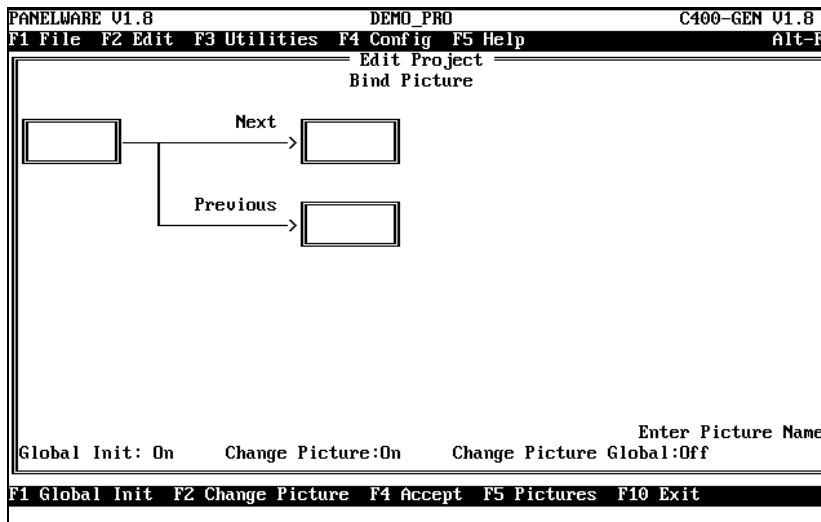 PANELWARE V1.8 DEMO_PRO C400-GEN V1.8
F1 File F2 Edit F3 Utilities F4 Config F5 Help Alt-F
Edit Project
Bind Picture
Next
Previous
Enter Picture Name
Global Init: On Change Picture:On Change Picture Global:Off
F1 Global Init F2 Change Picture F4 Accept F5 Pictures F10 Exit